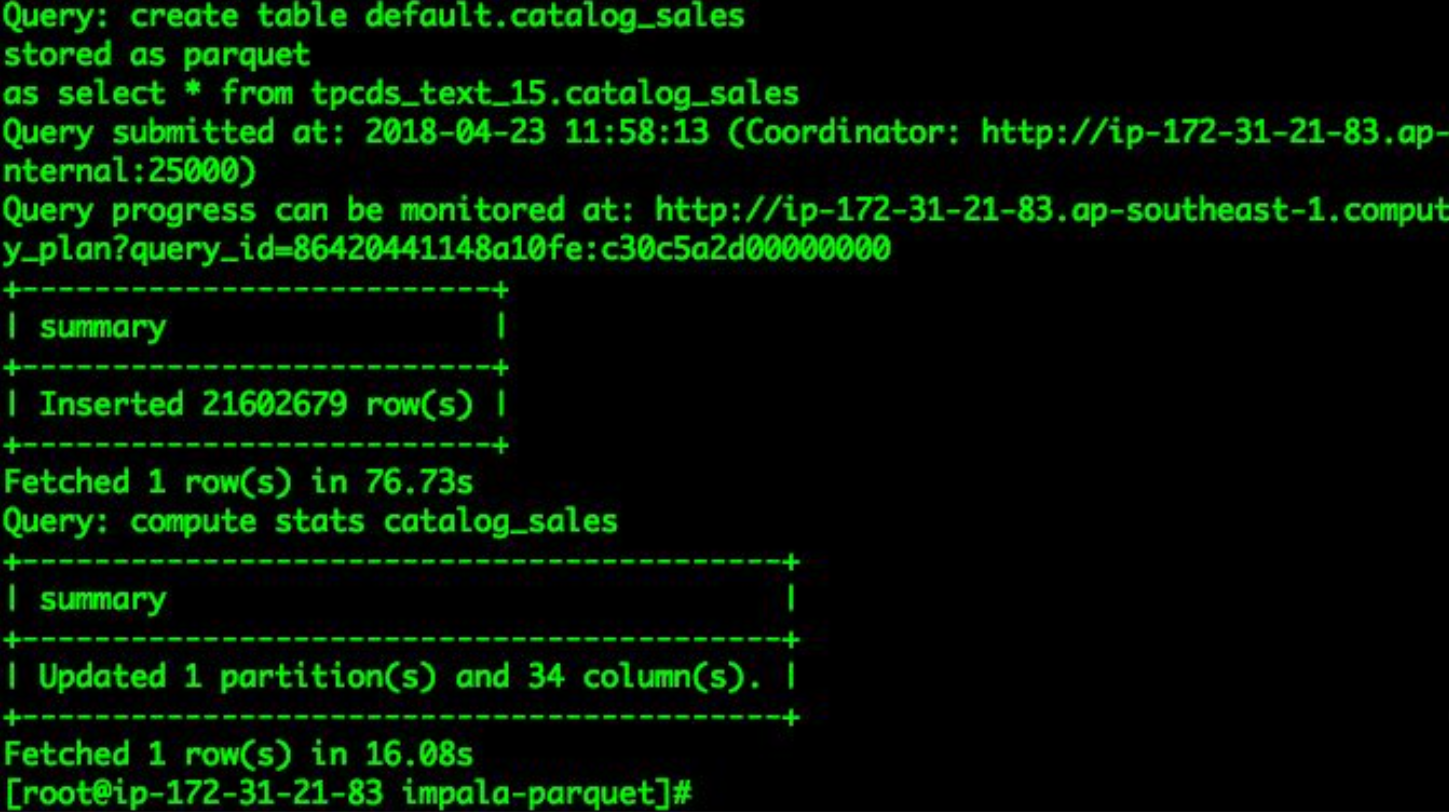 Query: create table default.catalog_sales
stored as parquet
as select * from tpcds_text_15.catalog_sales
Query submitted at: 2018-04-23 11:58:13 (Coordinator: http://ip-172-31-21-83.ap-
nternal:25000)
Query progress can be monitored at: http://ip-172-31-21-83.ap-southeast-1.comput
y_plan?query_id=86420441148a10fe:c30c5a2d00000000
+--------------------------+
| summary                  |
+--------------------------+
| Inserted 21602679 row(s) |
+--------------------------+
Fetched 1 row(s) in 76.73s
Query: compute stats catalog_sales
+------------------------------------------+
| summary                                  |
+------------------------------------------+
| Updated 1 partition(s) and 34 column(s). |
+------------------------------------------+
Fetched 1 row(s) in 16.08s
[root@ip-172-31-21-83 impala-parquet]#